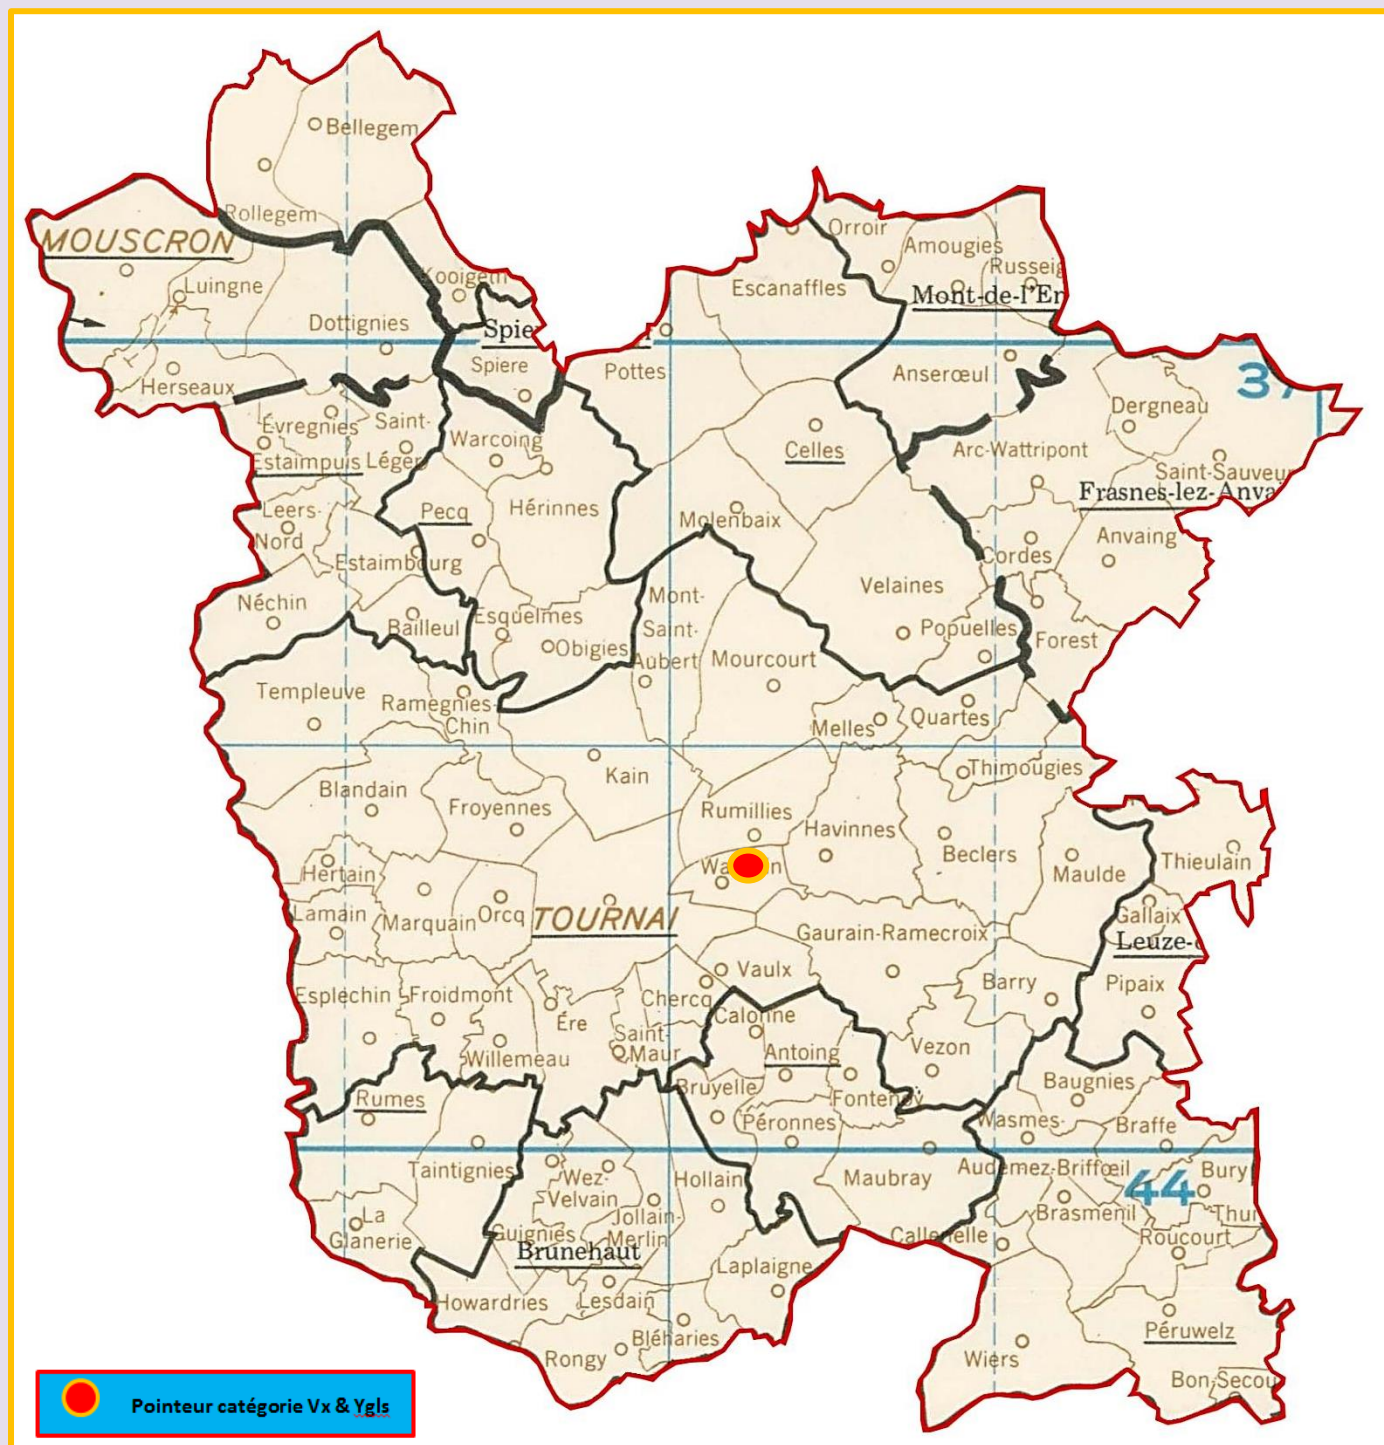 Bellegem
Rollegem
MOUSCRON
Luingne
Kooigem
Dottignies
Herseaux
Spiere
Orroir
Amougies
Russeig
Escanaffles
Mont-de-l'En
Pottes
Anserœul
Dergneau
Évregnies
Saint-
Léger
Estaimpuis
Warcoing
Celles
Arc-Wattripont
Saint-Sauveur
Frasnes-lez-Anva
Leers-
Nord
Pecq
Hérinnes
Molenbaix
Cordes
Anvaing
Estaimbourg
Velaines
Néchin
Bailleul
Esquelmes
Obigies
Mont-
Saint-
Aubert
Mourcourt
Popuelles
Forest
Templeuve
Ramegnies-
Chin
Melles
Quartes
Kain
Thimougies
Blandain
Froyennes
Rumillies
Havinnes
Beclers
Thieulain
Hertain
Maulde
Lamain
Marquain
Orcq
TOURNAI
Gaurain-Ramecroix
Gallaix
Leuze-
Esplechin
Froidmont
Ére
Chercq
Vaulx
Barry
Pipaix
Willemeau
Saint-
Maur
Calonne
Antoing
Vezon
Rumes
Bruyelle
Fontenoy
Baugnies
Péronnes
Wasmes-
Audemez-Briffœil
Braffe
Taintignies
Wez-
Velvain
Hollain
Maubray
Bury
44
La
Glanerie
Guignies
Jollain-
Merlin
Callenelle
Brasmenil
Thui
Roucourt
Brunehaut
Laplaigne
Howardries
Lesdain
Bléharies
Rongy
Wiers
Péruwelz
Bon-Secou
Pointeur catégorie Vx & Ygls